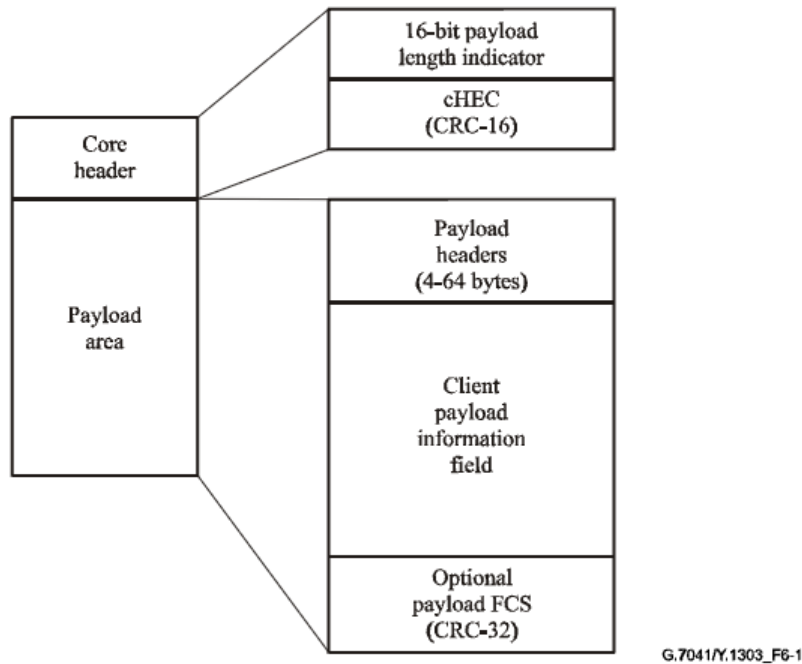 16-bit payload
length indicator
cHEC
(CRC-16)
Core
header
Payload
headers
(4-64 bytes)
Payload
area
Client
payload
information
field
Optional
payload FCS
(CRC-32)
G.7041/Y.1303_F6-1